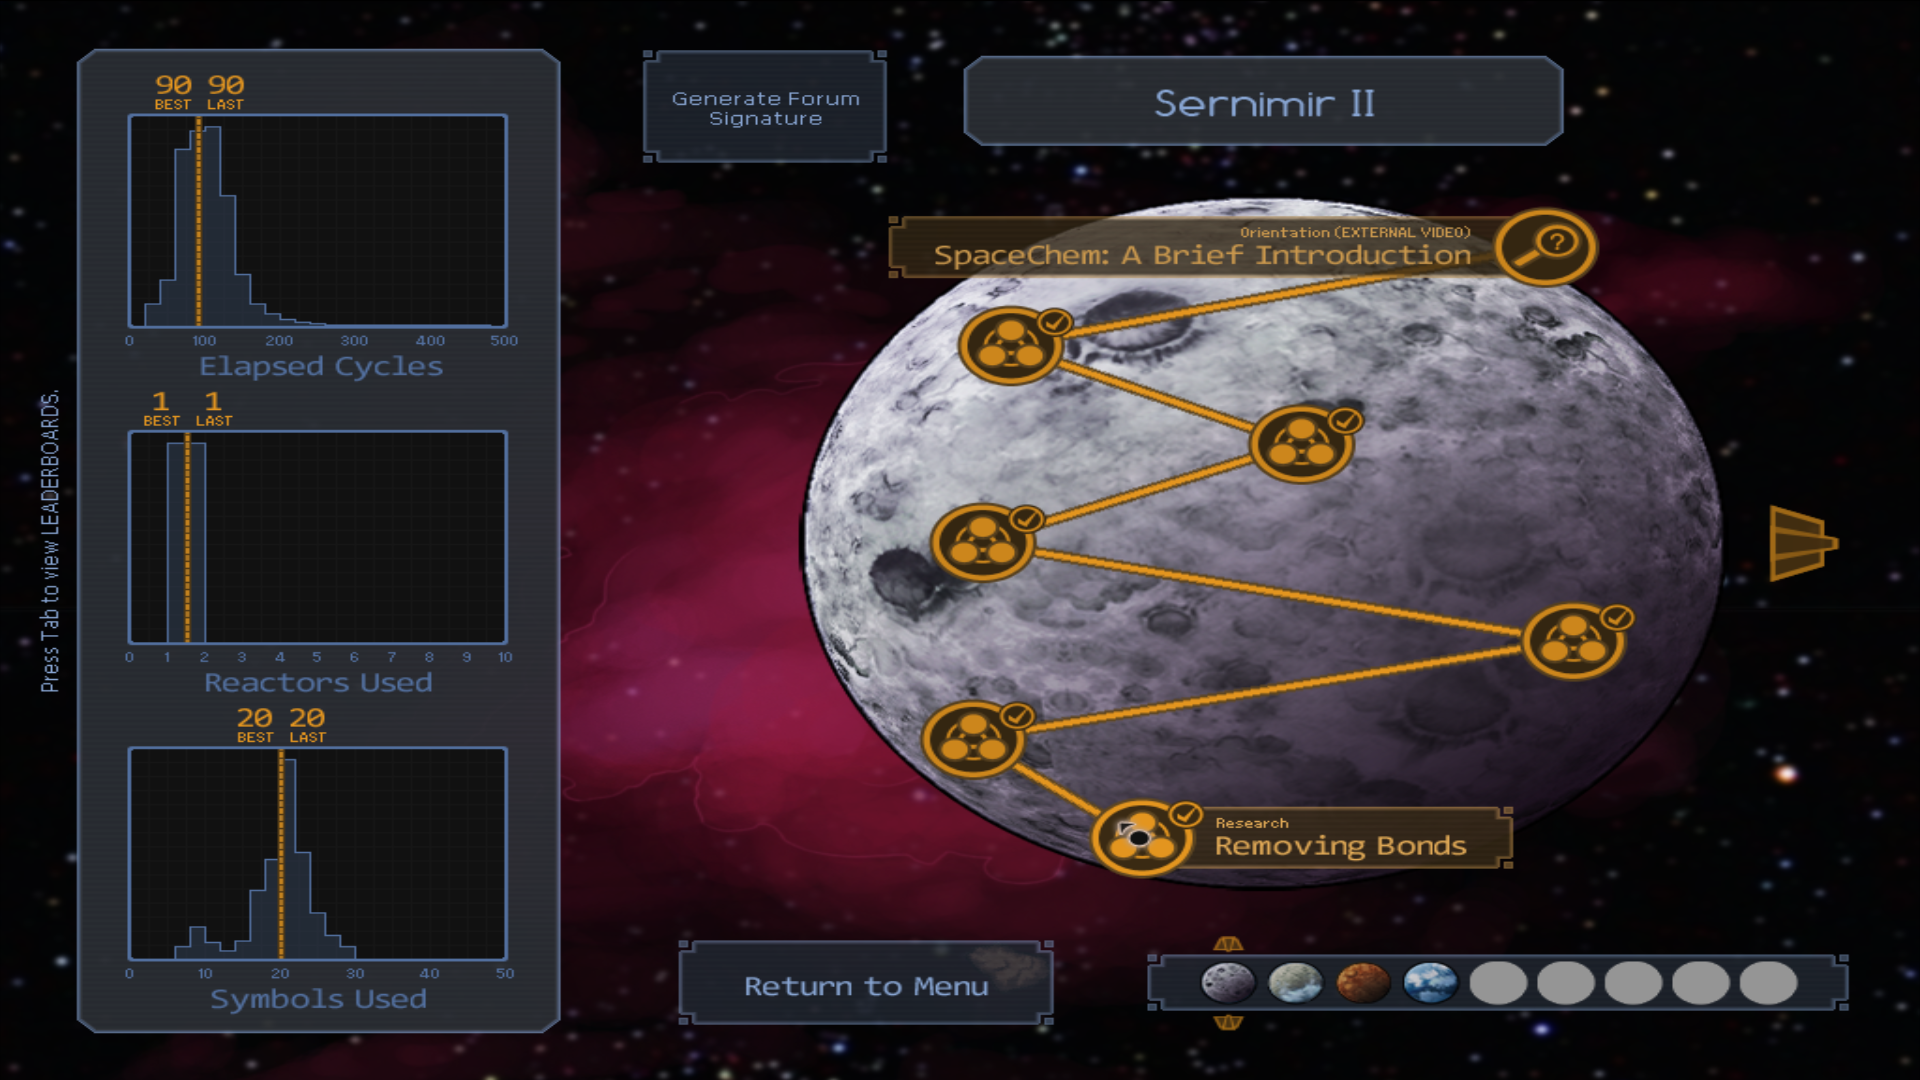 90 90
BEST LAST
0 100 200 300 400 500
Elapsed Cycles
1 1
BEST LAST
0 1 2 3 4 5 6 7 8 9 10
Reactors Used
20 20
BEST LAST
0 10 20 30 40 50
Symbols Used
Press Tab to view LEADERBOARDS.
Generate Forum
Signature
Sernimir II
Orientation (EXTERNAL VIDEO)
SpaceChem: A Brief Introduction
?
Research
Removing Bonds
Return to Menu